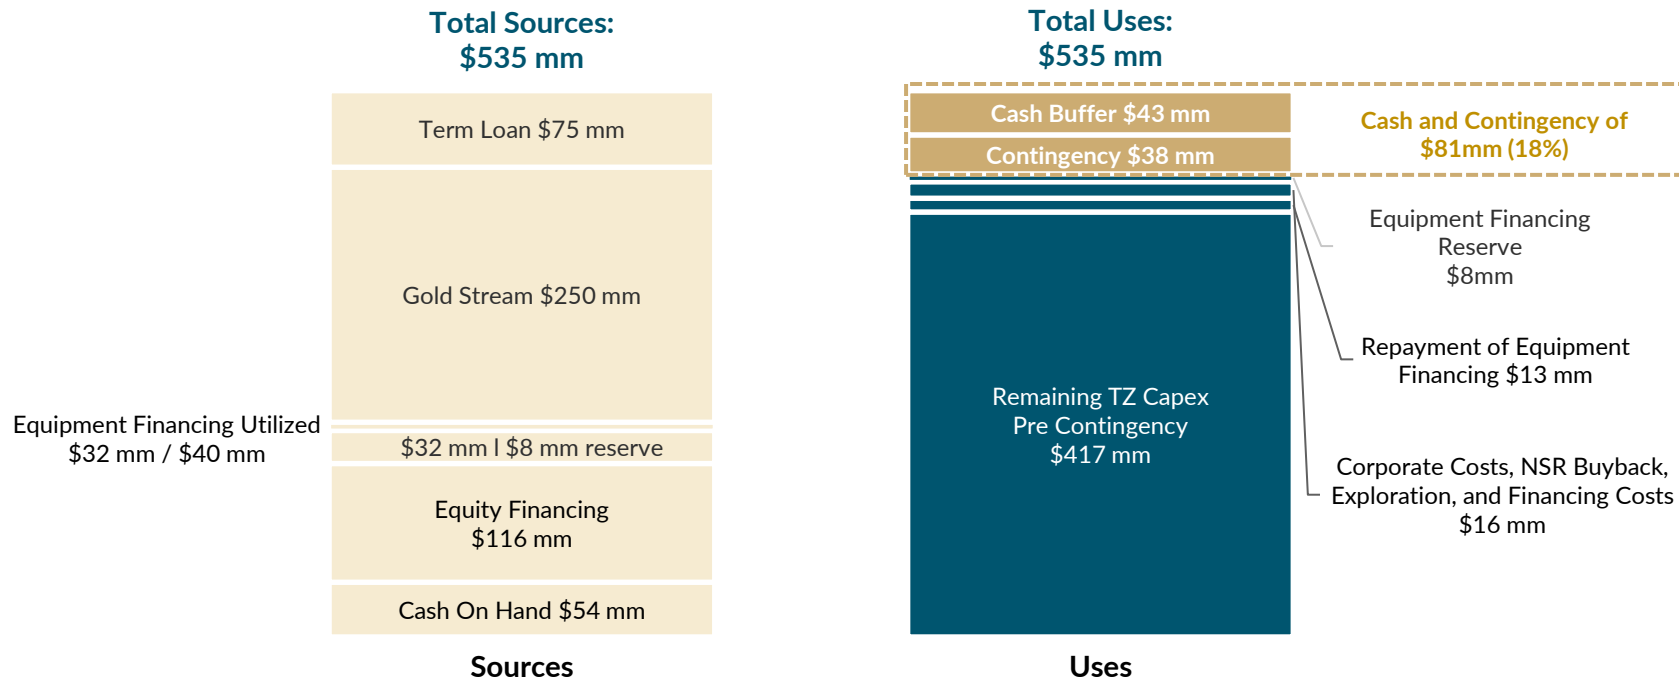 Total Sources:
$535 mm
Term Loan $75 mm
Gold Stream $250 mm
Equipment Financing Utilized
$32 mm / $40 mm
$32 mm l $8 mm reserve
Equity Financing
$116 mm
Cash On Hand $54 mm
Sources
Total Uses:
$535 mm
Cash Buffer $43 mm
Contingency $38 mm
Cash and Contingency of
$81mm (18%)
Equipment Financing
Reserve
$8mm
Repayment of Equipment
Financing $13 mm
Remaining TZ Capex
Pre Contingency
$417 mm
Corporate Costs, NSR Buyback,
Exploration, and Financing Costs
$16 mm
Uses